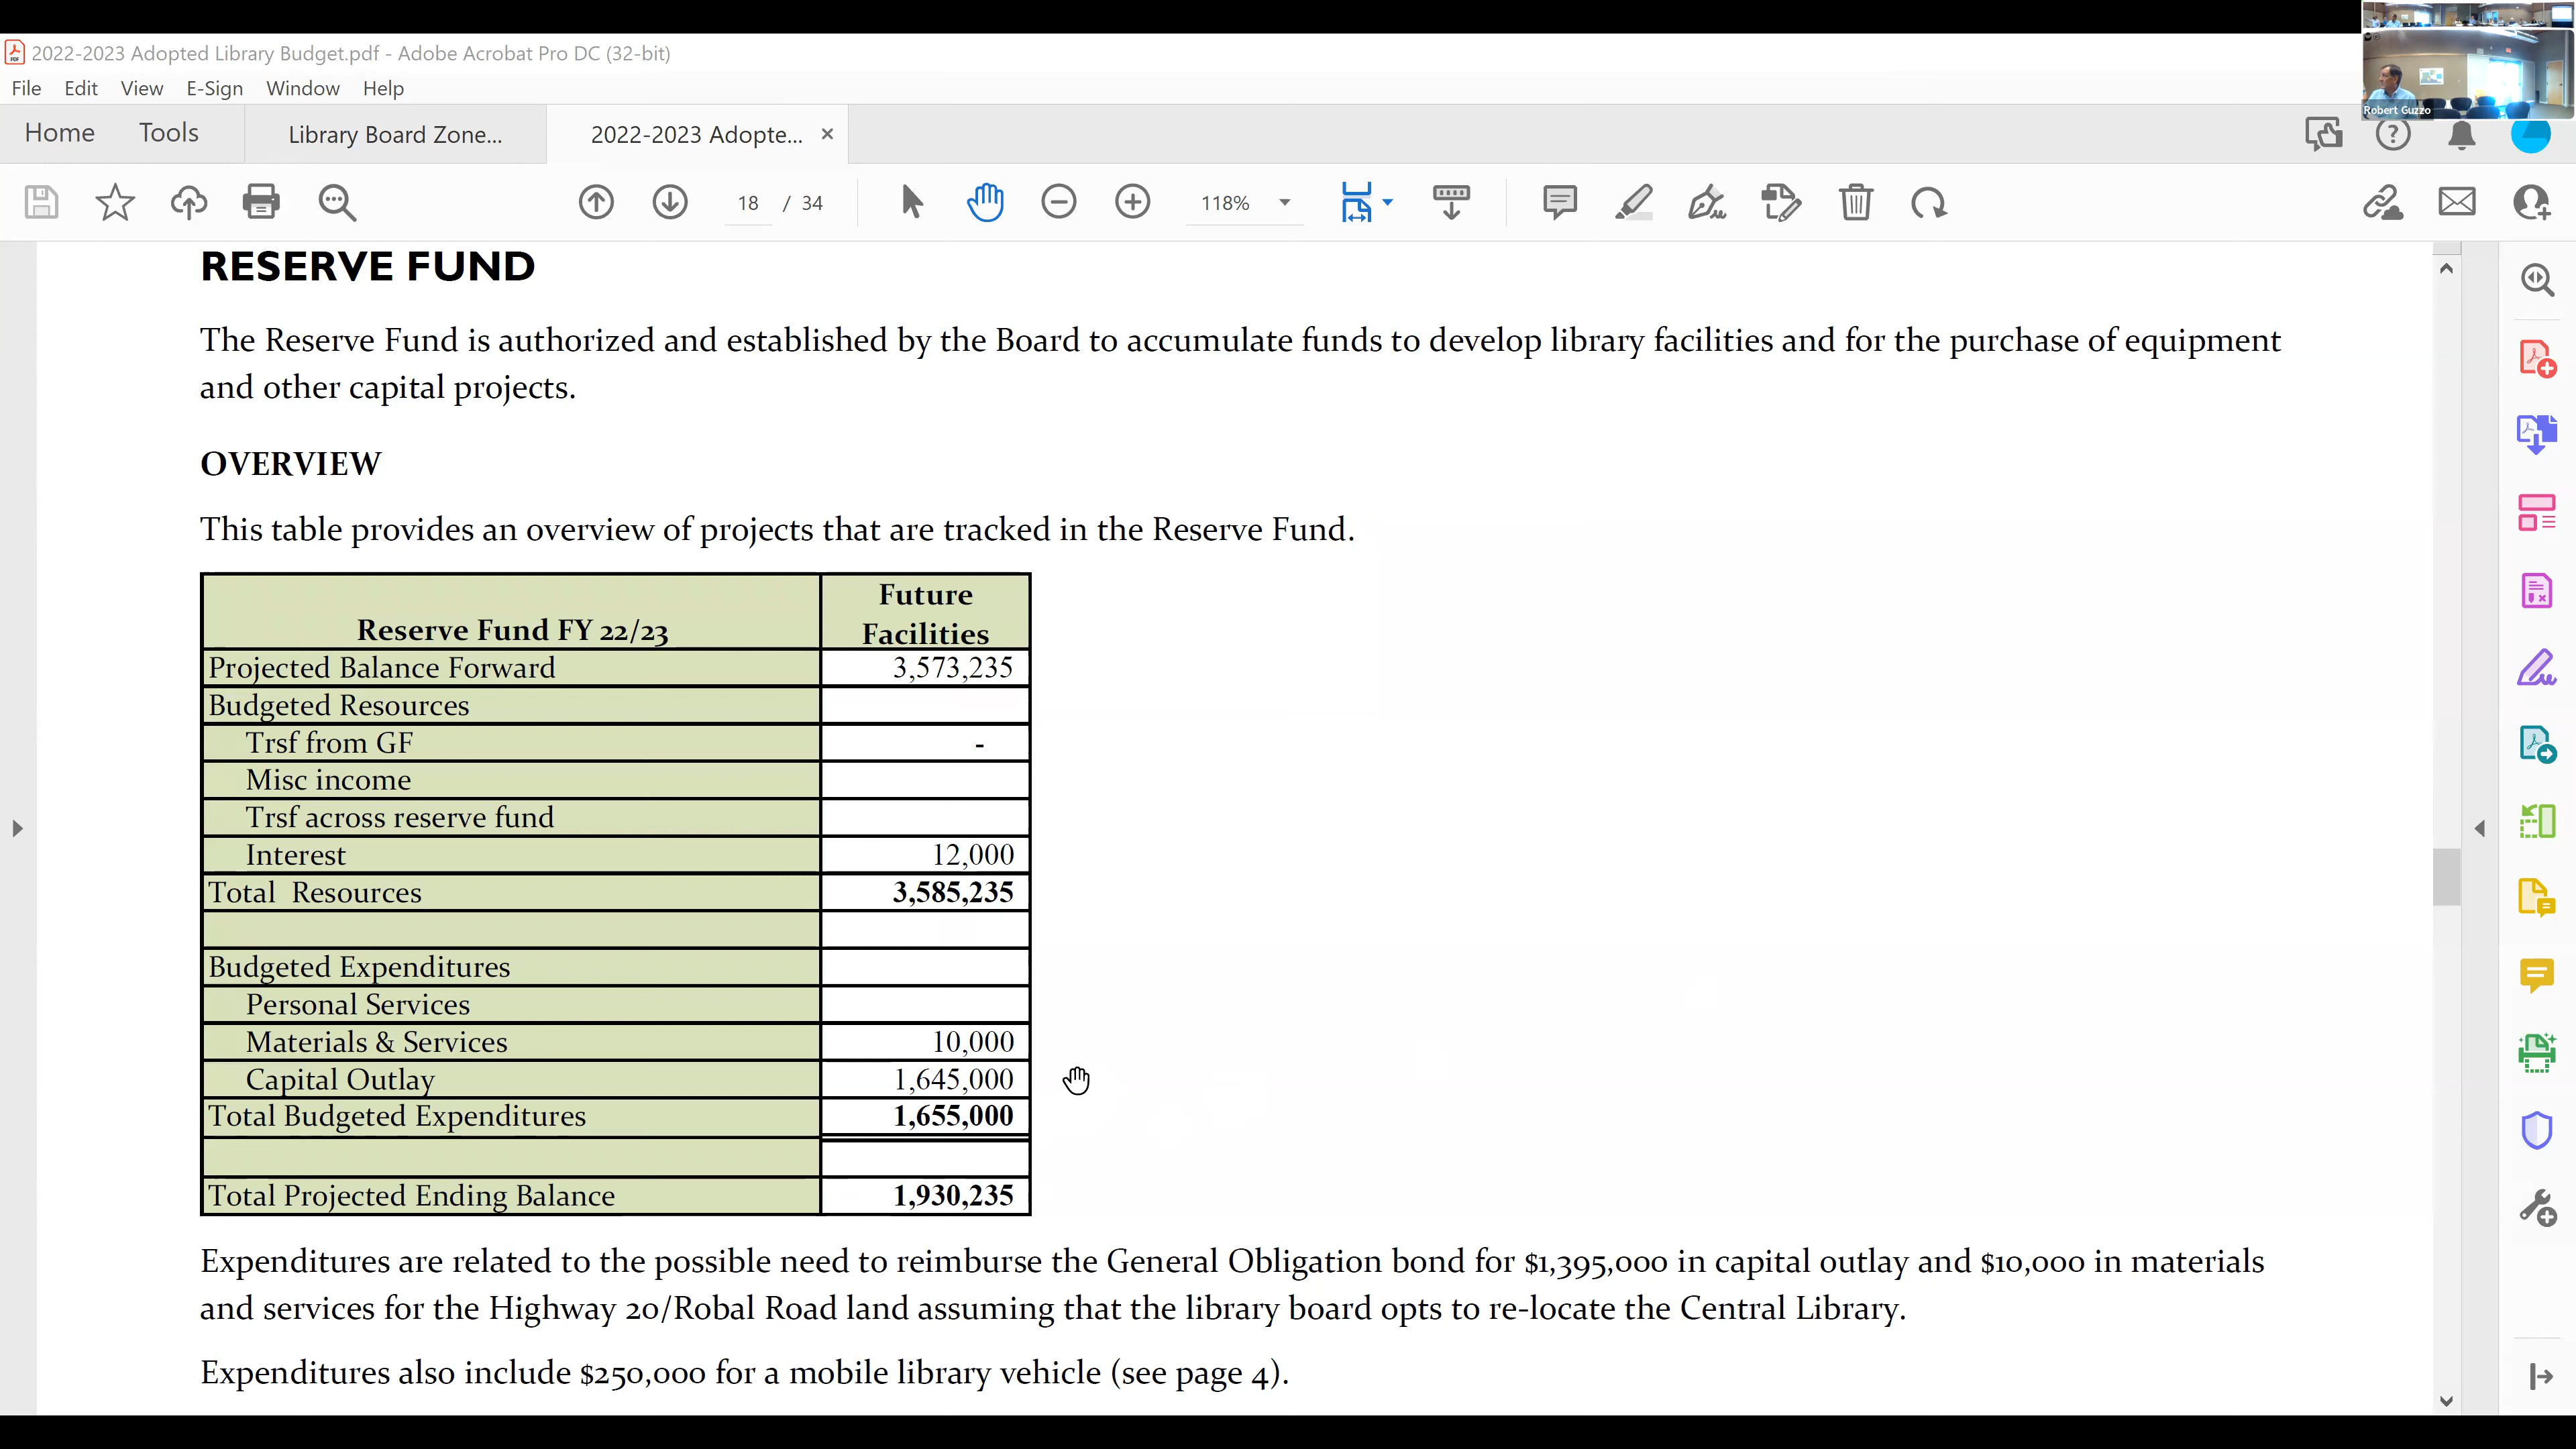 2022-2023 Adopted Library Budget.pdf - Adobe Acrobat Pro DC (32-bit)
File Edit View E-Sign Window Help
Robert Guzzo
Home Tools Library Board Zone... 2022-2023 Adopte... ×
18 / 34 118%
RESERVE FUND
The Reserve Fund is authorized and established by the Board to accumulate funds to develop library facilities and for the purchase of equipment
and other capital projects.
OVERVIEW
This table provides an overview of projects that are tracked in the Reserve Fund.
Reserve Fund FY 22/23 Future Facilities
Projected Balance Forward 3,573,235
Budgeted Resources
Trsf from GF -
Misc income
Trsf across reserve fund
Interest 12,000
Total Resources 3,585,235
Budgeted Expenditures
Personal Services
Materials & Services 10,000
Capital Outlay 1,645,000
Total Budgeted Expenditures 1,655,000
Total Projected Ending Balance 1,930,235
Expenditures are related to the possible need to reimburse the General Obligation bond for $1,395,000 in capital outlay and $10,000 in materials
and services for the Highway 20/Robal Road land assuming that the library board opts to re-locate the Central Library.
Expenditures also include $250,000 for a mobile library vehicle (see page 4).